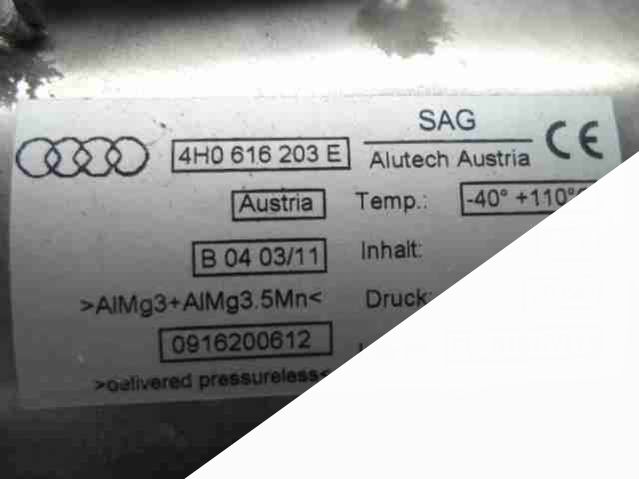 4H0 616 203 E
SAG
Alutech Austria
CE
Austria
Temp.: -40° +110°
B 04 03/11
Inhalt:
>AlMg3+AlMg3.5Mn<
Druck:
0916200612
>delivered pressureless<